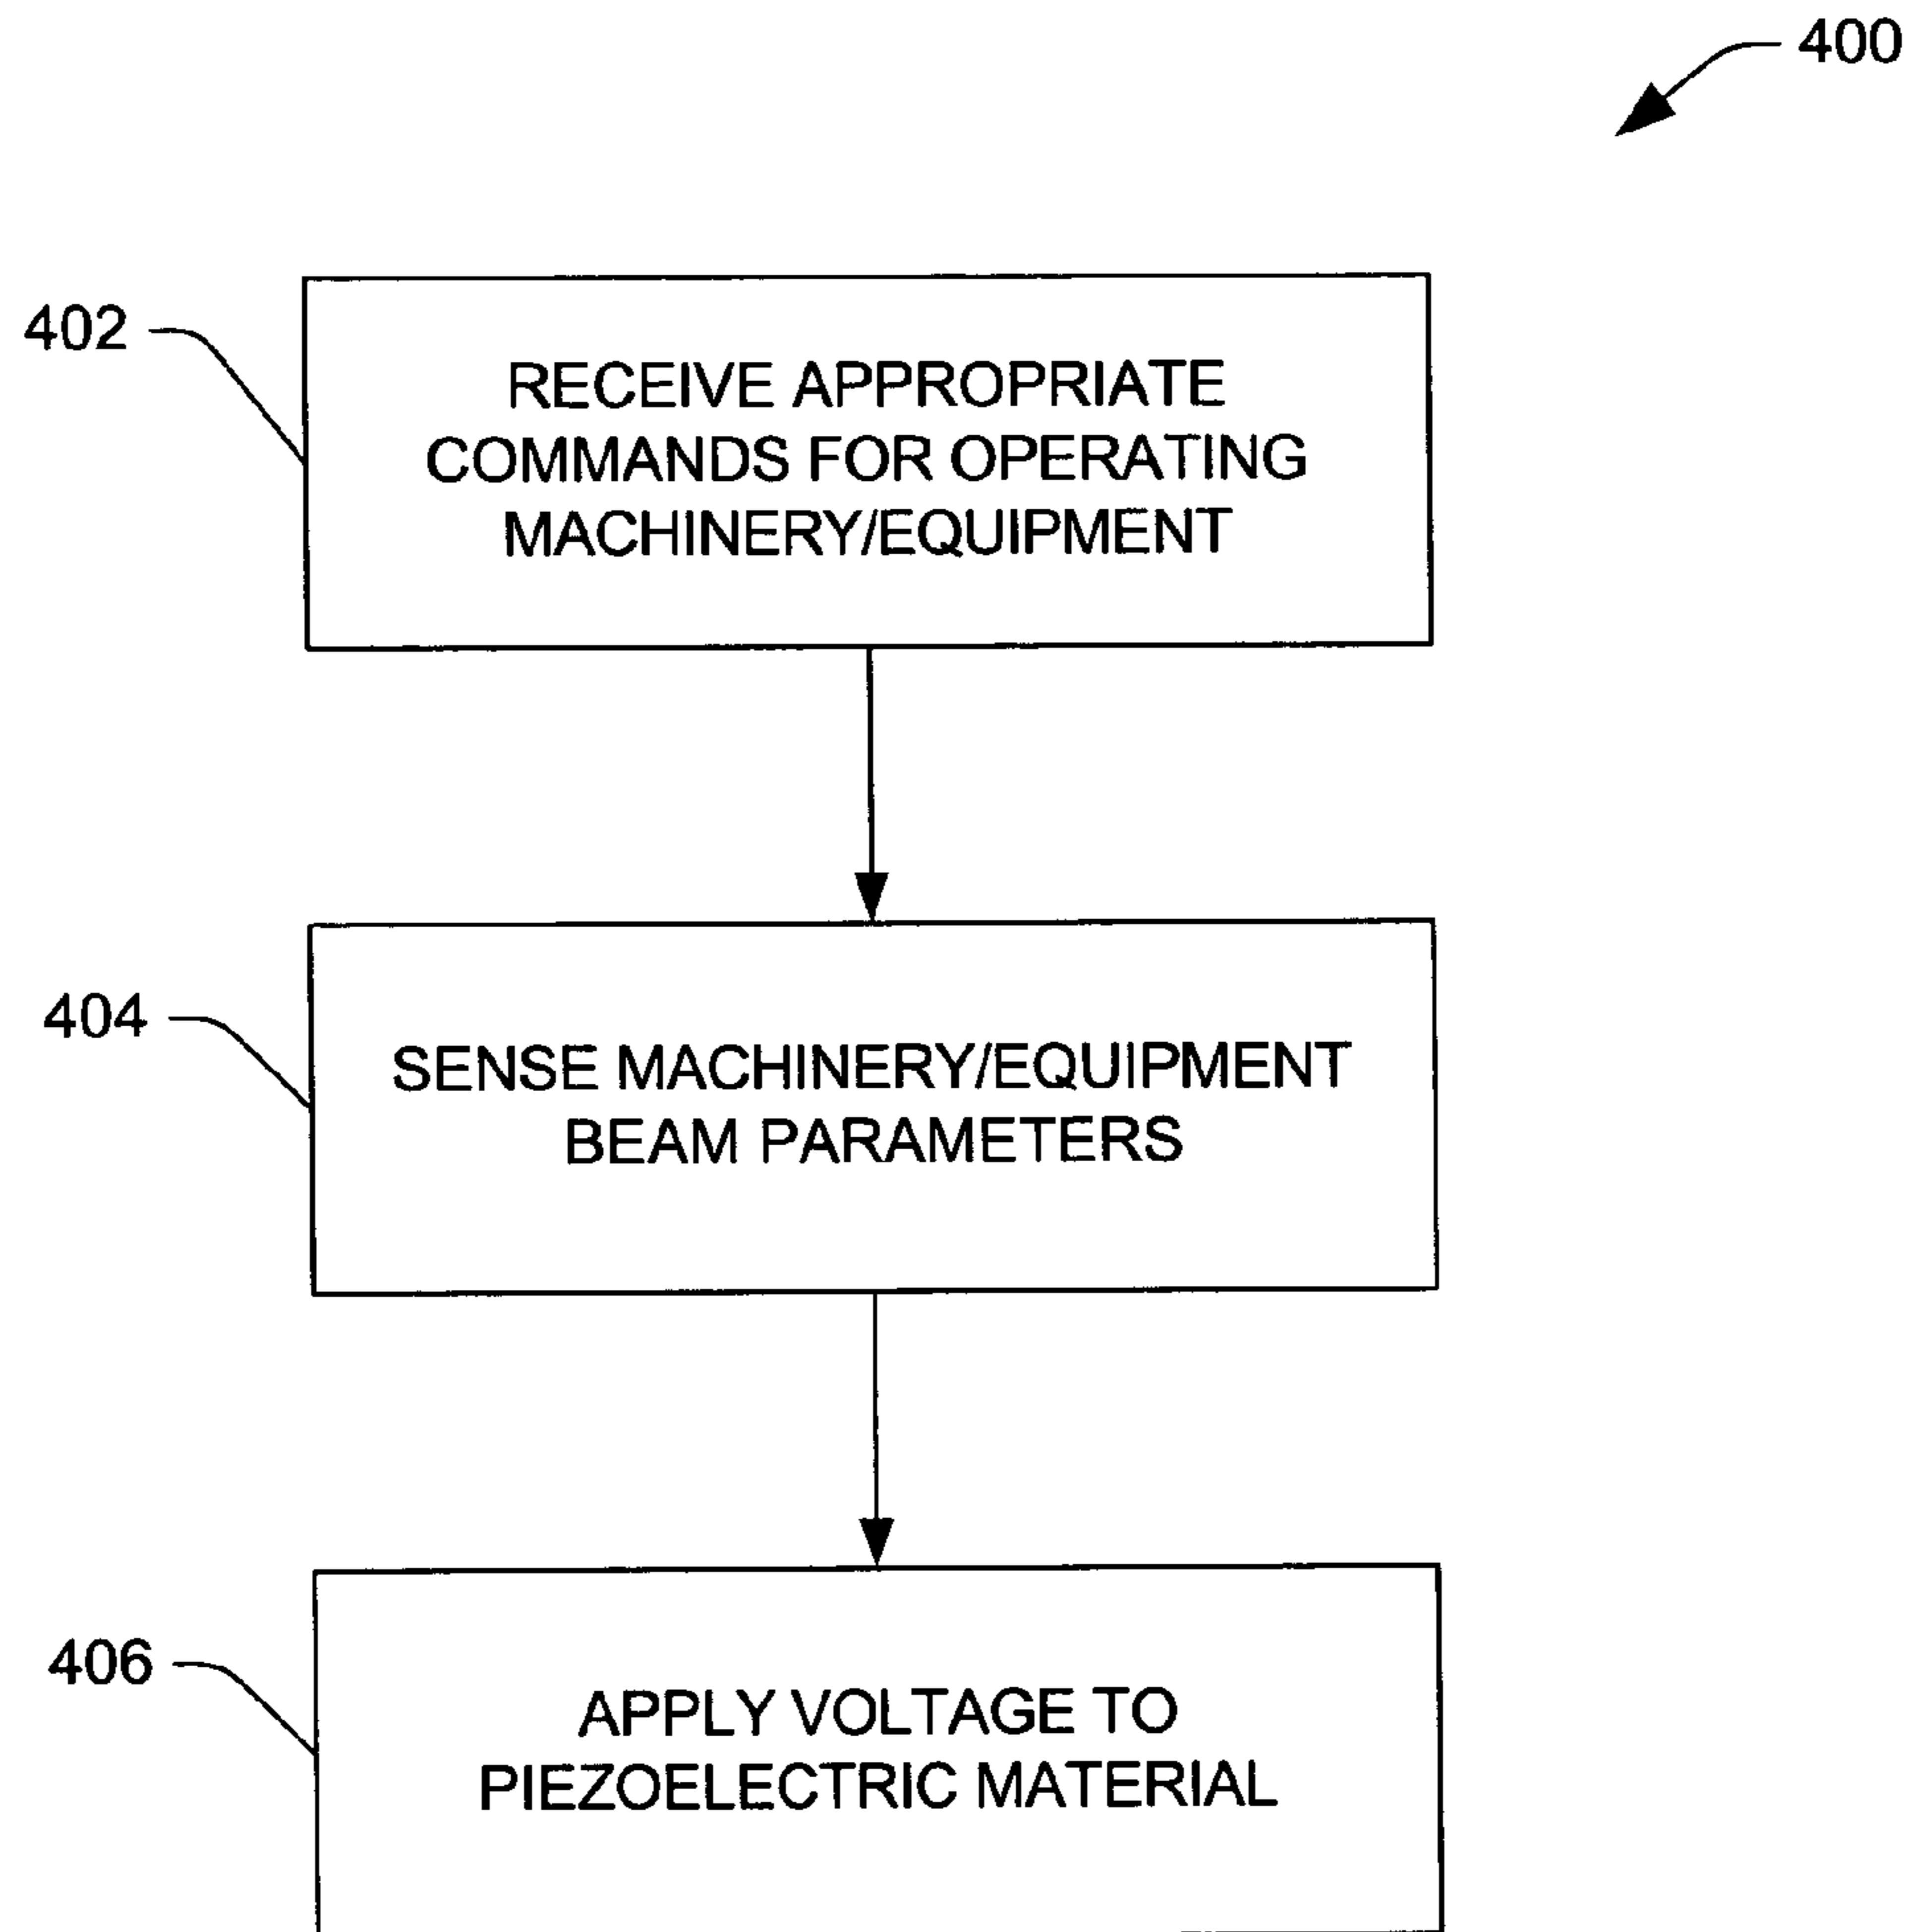 400
402
RECEIVE APPROPRIATE
COMMANDS FOR OPERATING
MACHINERY/EQUIPMENT
404
SENSE MACHINERY/EQUIPMENT
BEAM PARAMETERS
406
APPLY VOLTAGE TO
PIEZOELECTRIC MATERIAL